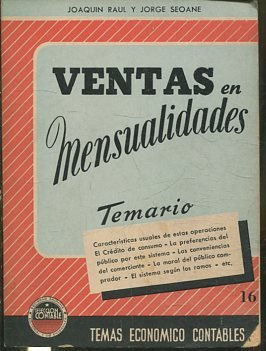 JOAQUIN RAUL Y JORGE SEOANE
VENTAS en
Mensualidades
Temario
Características usuales de estas operaciones
El Crédito de consumo - La preferencia del
público por este sistema - Las conveniencias
del comerciante - La moral del público com-
prador - El sistema según los ramos - etc.
16
SELECCION
CONTABLE
TEMAS ECONOMICO CONTABLES